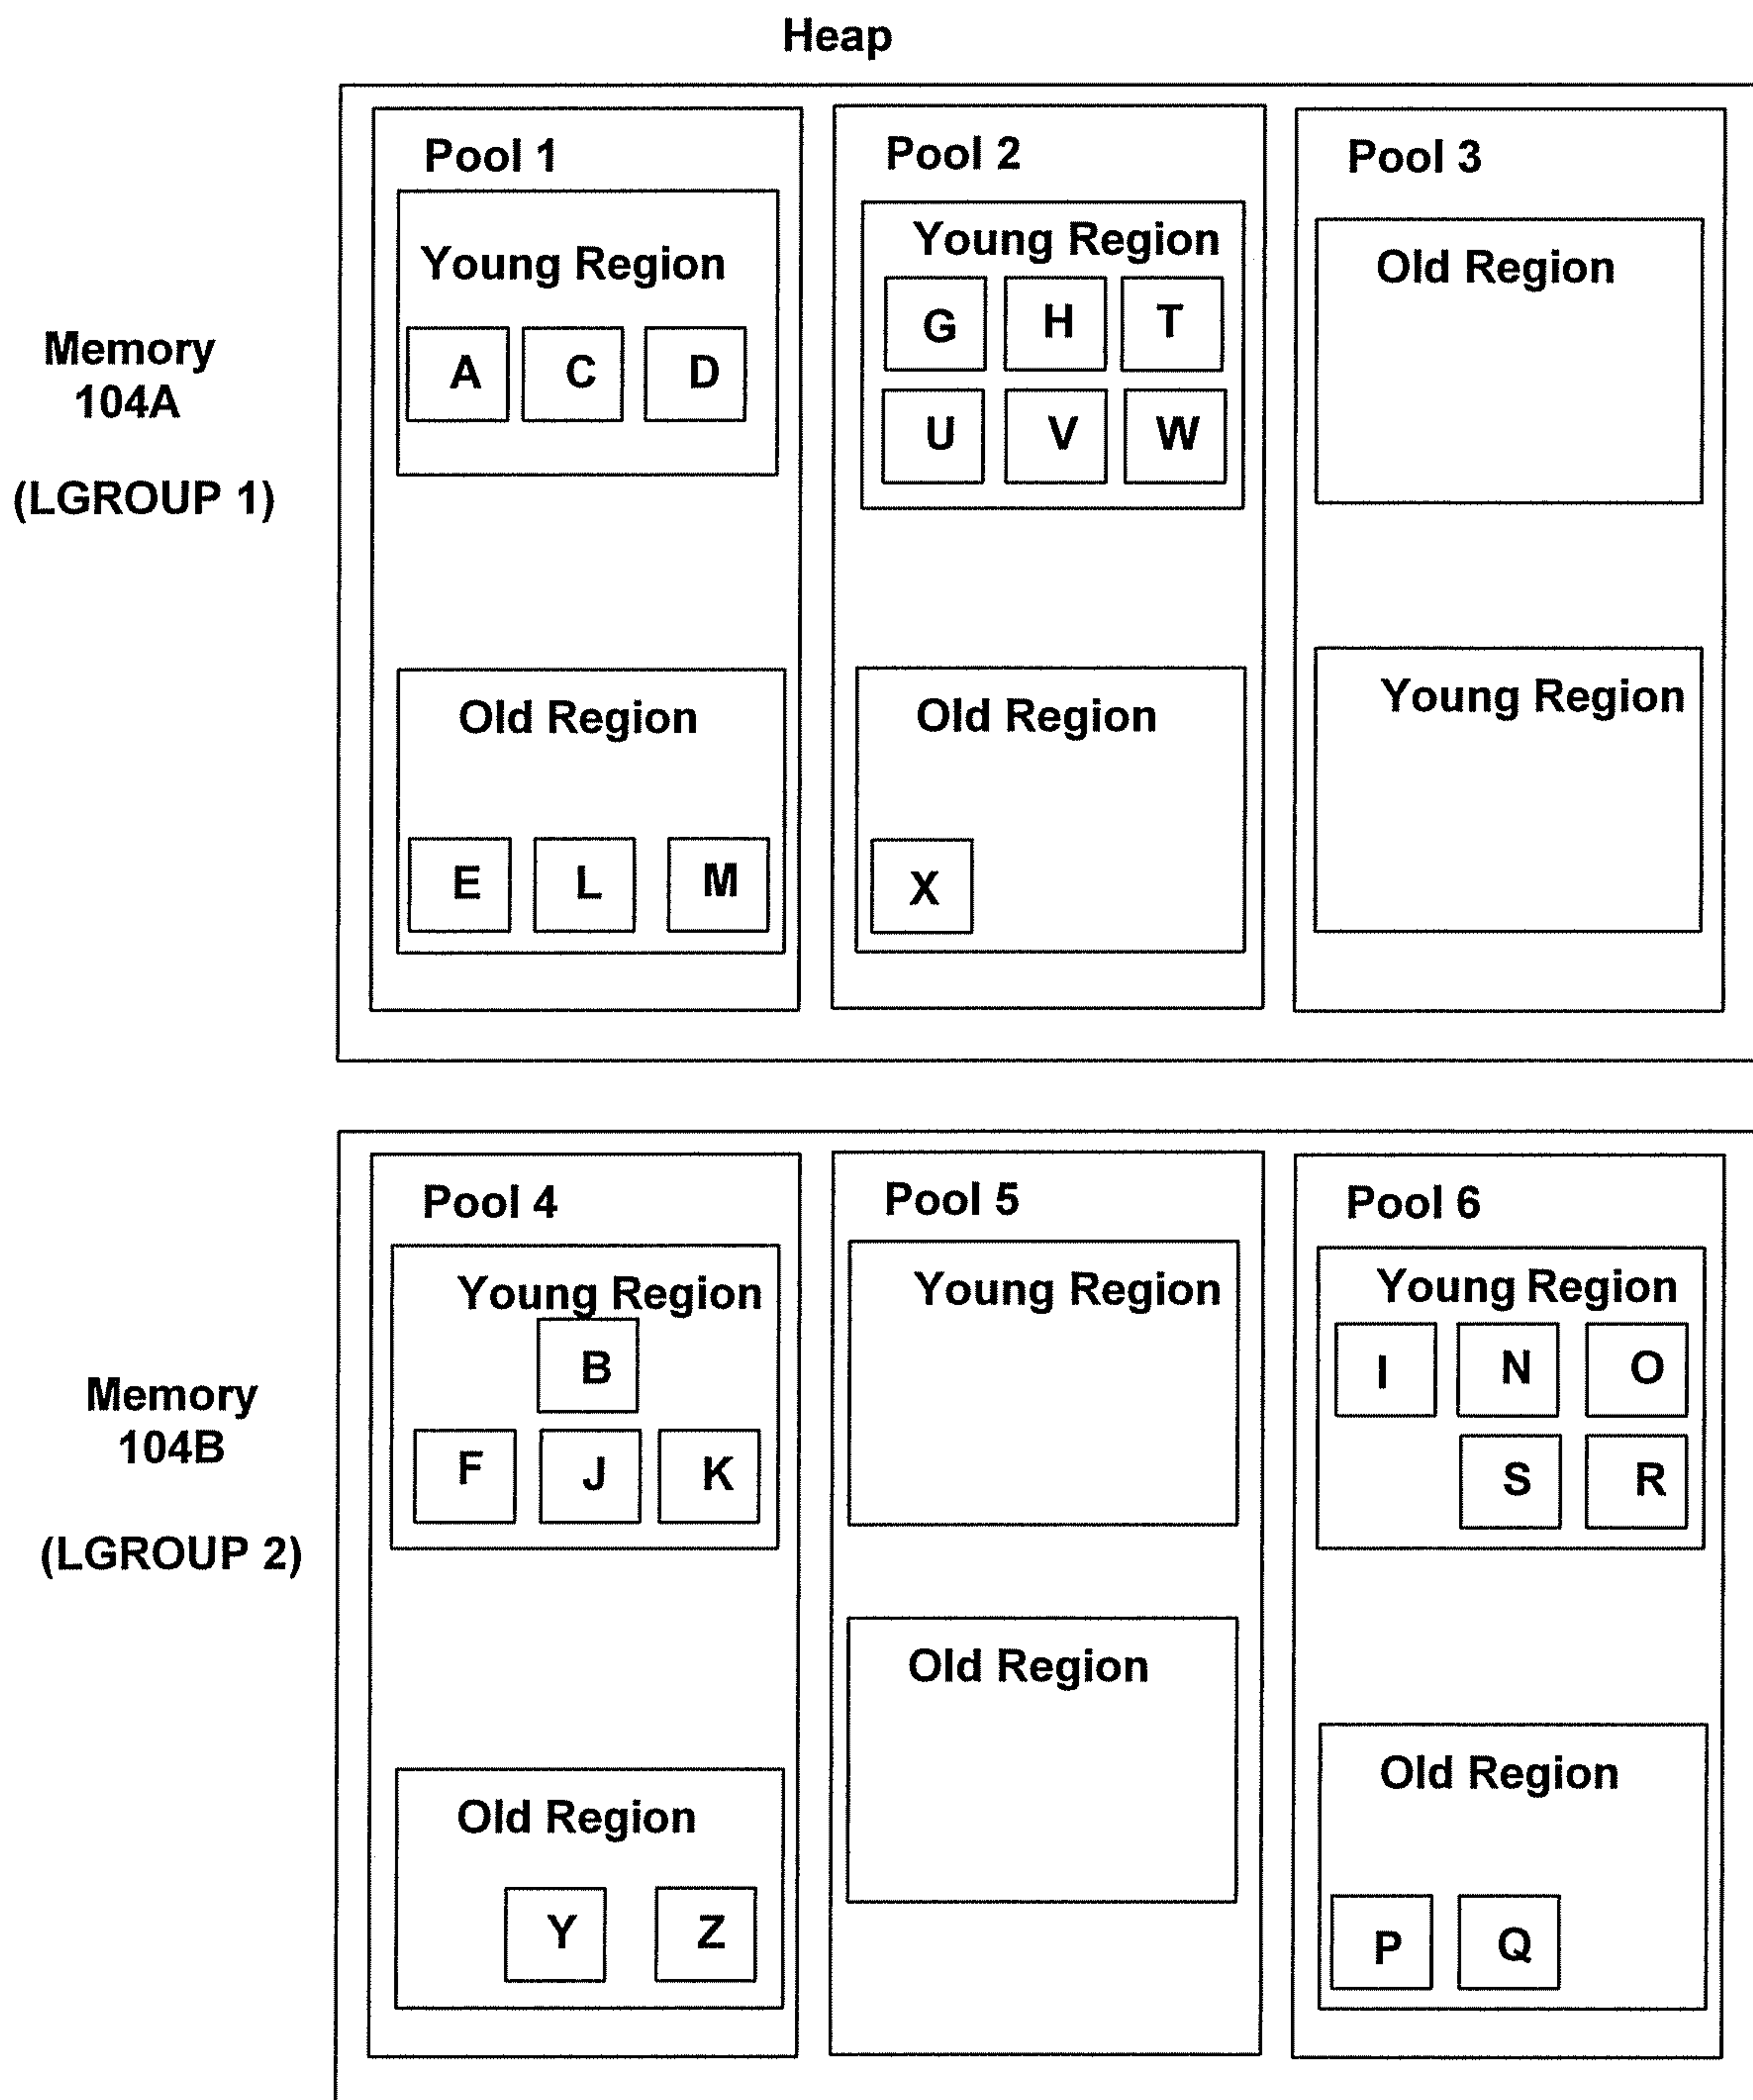 Heap
Memory
104A
(LGROUP 1)
Pool 1
Young Region
A C D
Old Region
E L M
Pool 2
Young Region
G H T
U V W
Old Region
X
Pool 3
Old Region
Young Region
Memory
104B
(LGROUP 2)
Pool 4
Young Region
B
F J K
Old Region
Y Z
Pool 5
Young Region
Old Region
Pool 6
Young Region
I N O
S R
Old Region
P Q